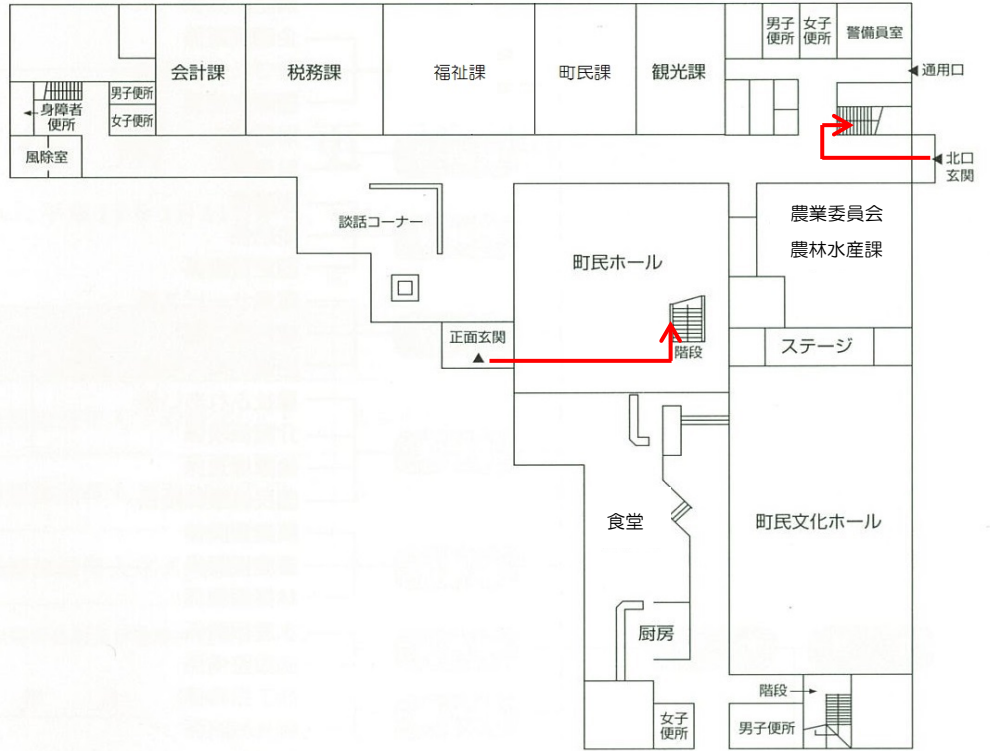 男子
便所
女子
便所
警備員室
会計課
税務課
福祉課
町民課
観光課
◀通用口
男子便所
女子便所
←身障者
便所
風除室
◀北口
玄関
談話コーナー
農業委員会
農林水産課
町民ホール
正面玄関
▲
階段
ステージ
食堂
町民文化ホール
厨房
階段→
女子
便所
男子便所